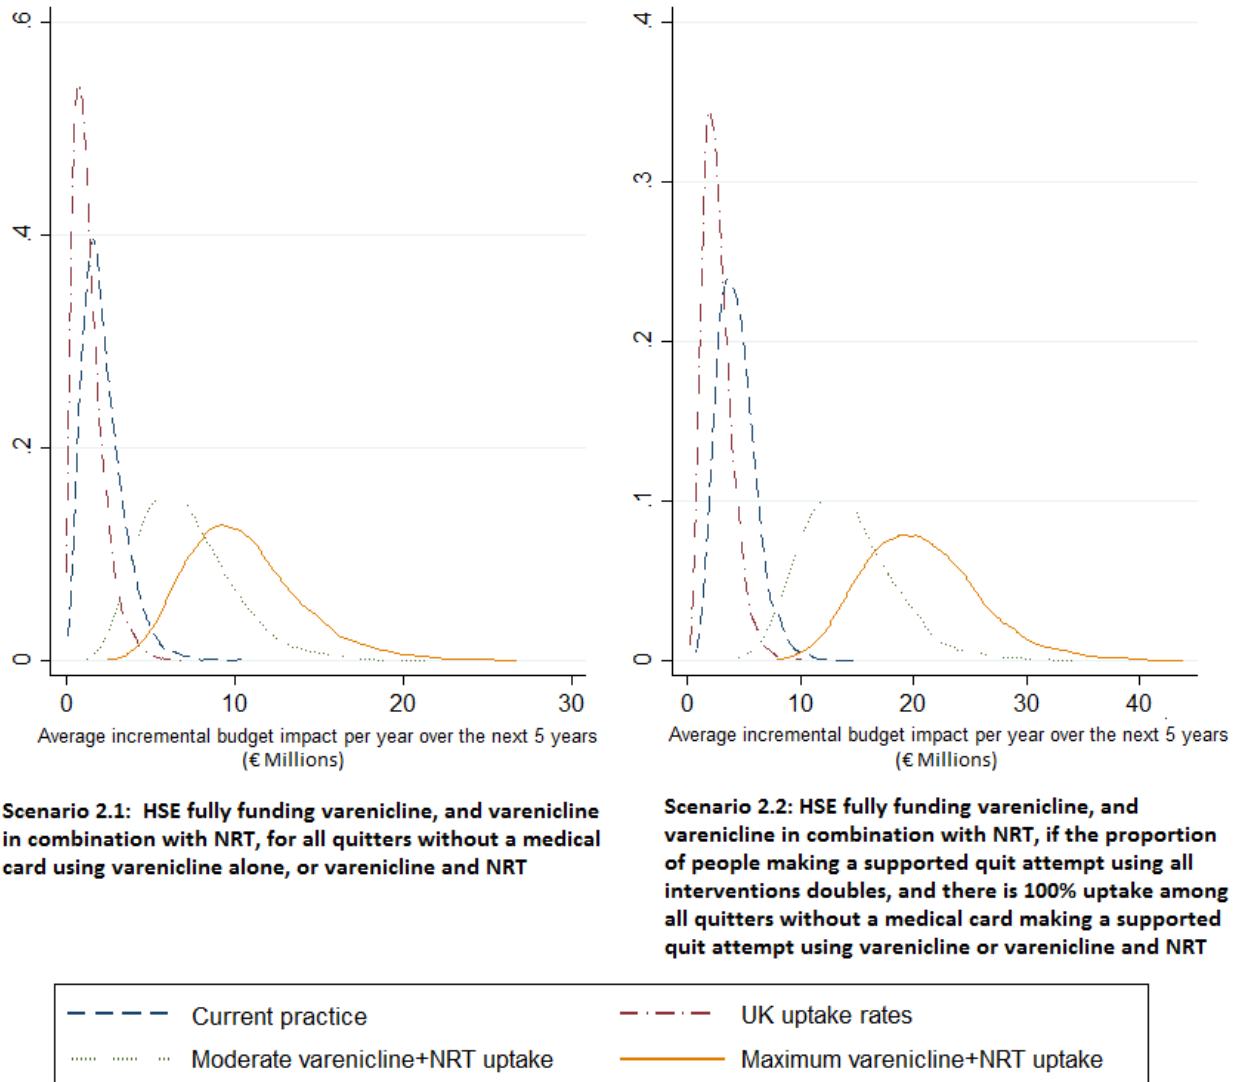 .6
.4
.2
0
0 10 20 30
Average incremental budget impact per year over the next 5 years
(€ Millions)
.4
.3
.2
.1
0
0 10 20 30 40
Average incremental budget impact per year over the next 5 years
(€ Millions)
Scenario 2.1: HSE fully funding varenicline, and varenicline
in combination with NRT, for all quitters without a medical
card using varenicline alone, or varenicline and NRT
Scenario 2.2: HSE fully funding varenicline, and
varenicline in combination with NRT, if the proportion
of people making a supported quit attempt using all
interventions doubles, and there is 100% uptake among
all quitters without a medical card making a supported
quit attempt using varenicline or varenicline and NRT
Current practice
UK uptake rates
Moderate varenicline+NRT uptake
Maximum varenicline+NRT uptake